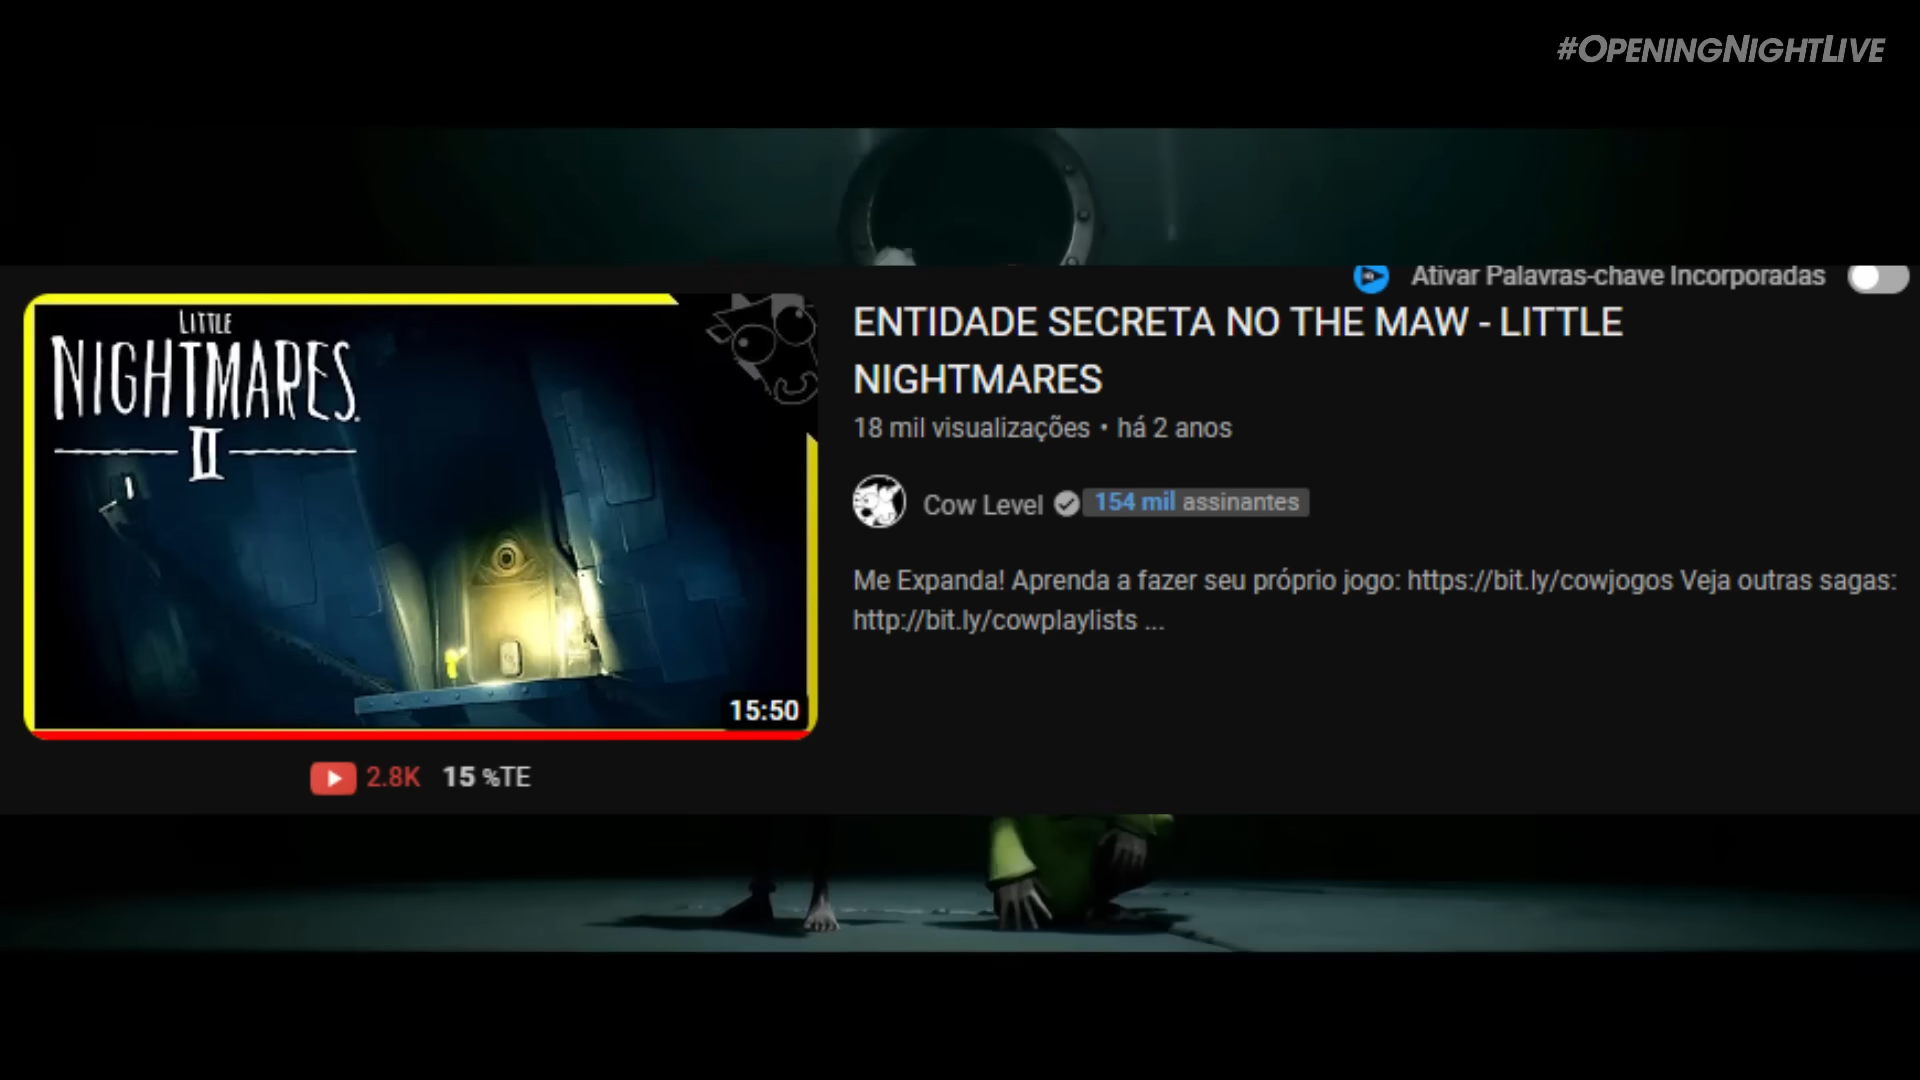 #OPENINGNIGHTLIVE
Ativar Palavras-chave Incorporadas
LITTLE
NIGHTMARES
II
15:50
2.8K 15 %TE
ENTIDADE SECRETA NO THE MAW - LITTLE
NIGHTMARES
18 mil visualizações • há 2 anos
Cow Level 154 mil assinantes
Me Expanda! Aprenda a fazer seu próprio jogo: https://bit.ly/cowjogos Veja outras sagas:
http://bit.ly/cowplaylists ...